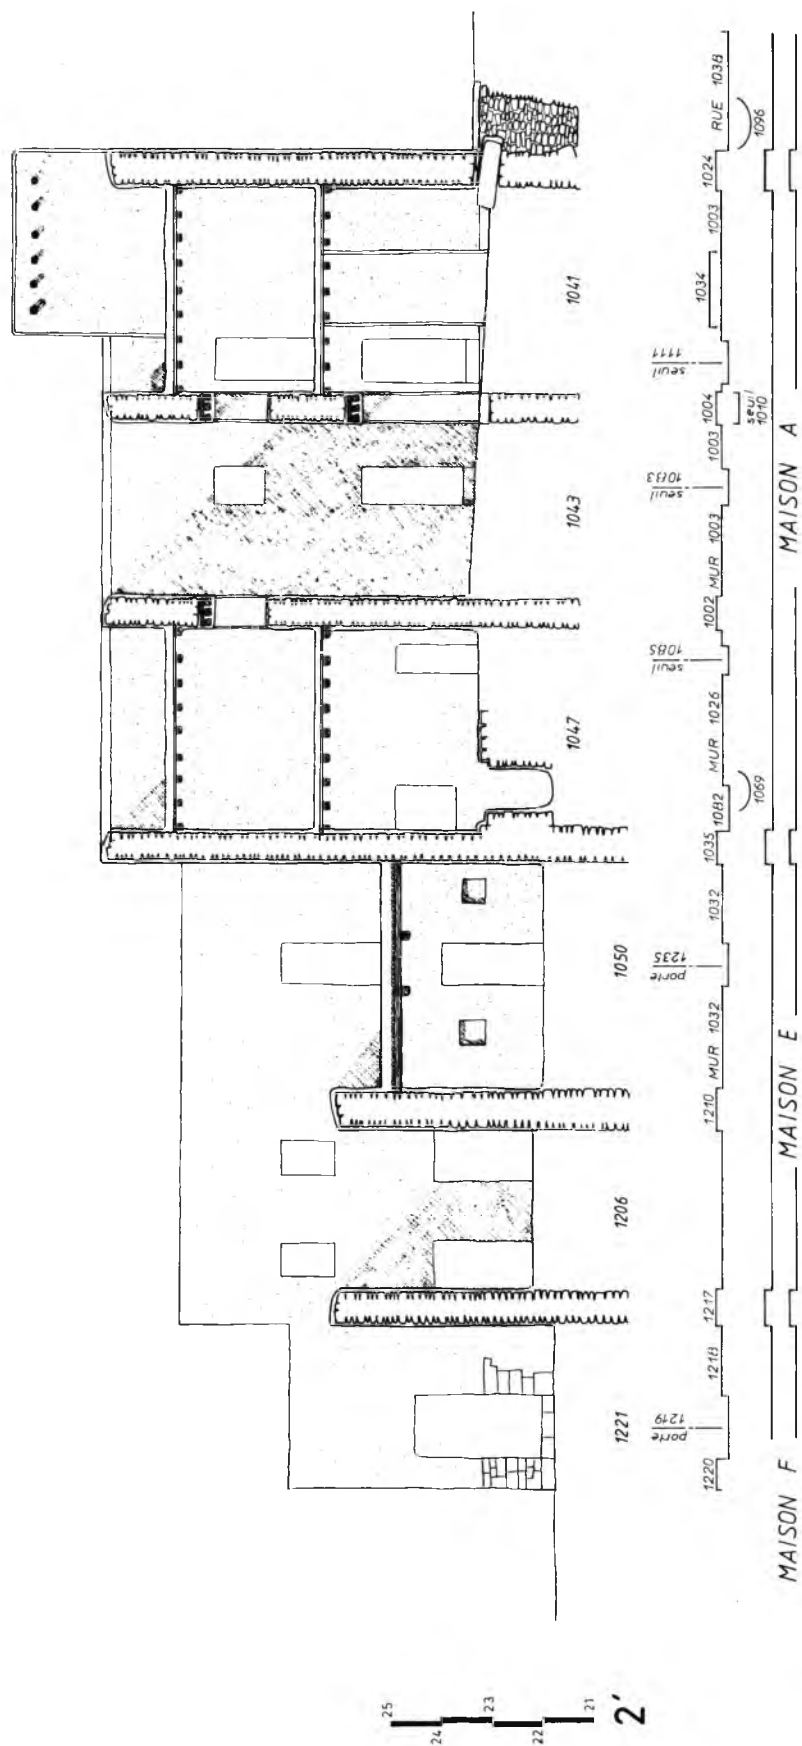 25
24
23
22
21
2'
1221
1206
1050
1047
1043
1041
1220
porte 1219
1218
1217
1210
MUR 1032
porte 1235
1032
1035
1082
1069
MUR 1026
seuil 1085
1002
MUR 1003
seuil 1083
1003
1004
seuil 1010
seuil 1111
1034
1003
1024
1096
RUE 1038
MAISON F
MAISON E
MAISON A